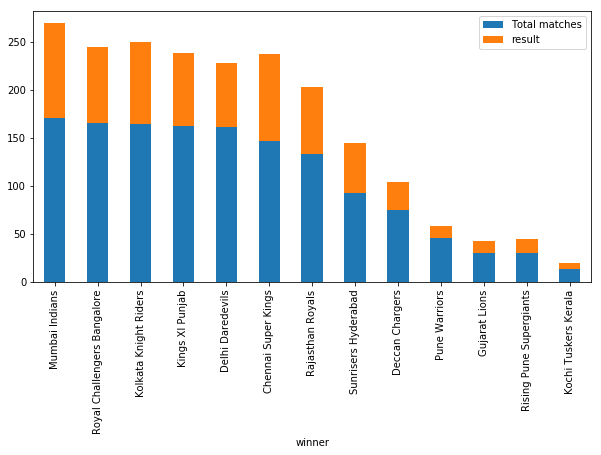 Total matches
result
250
200
150
100
50
0
Mumbai Indians
Royal Challengers Bangalore
Kolkata Knight Riders
Kings XI Punjab
Delhi Daredevils
Chennai Super Kings
Rajasthan Royals
Sunrisers Hyderabad
Deccan Chargers
Pune Warriors
Gujarat Lions
Rising Pune Supergiants
Kochi Tuskers Kerala
winner